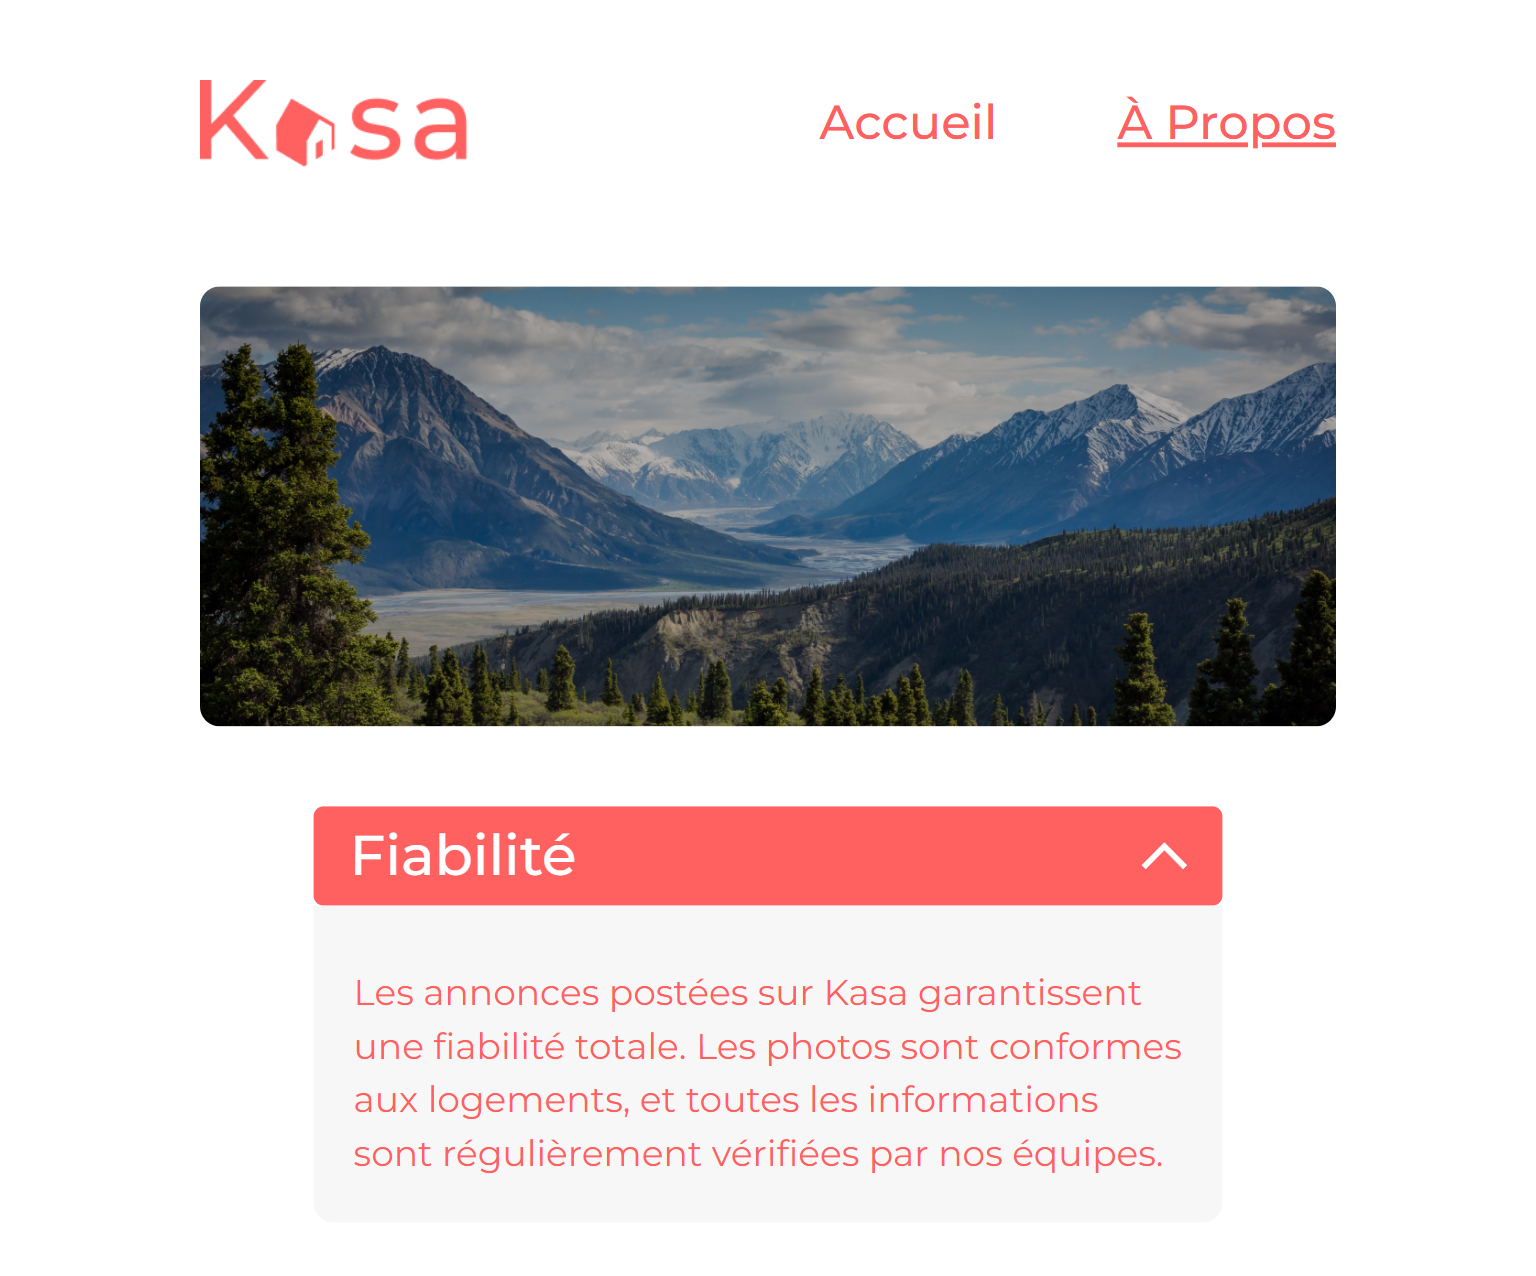 Kasa
Accueil
À Propos
Fiabilité
Les annonces postées sur Kasa garantissent
une fiabilité totale. Les photos sont conformes
aux logements, et toutes les informations
sont régulièrement vérifiées par nos équipes.